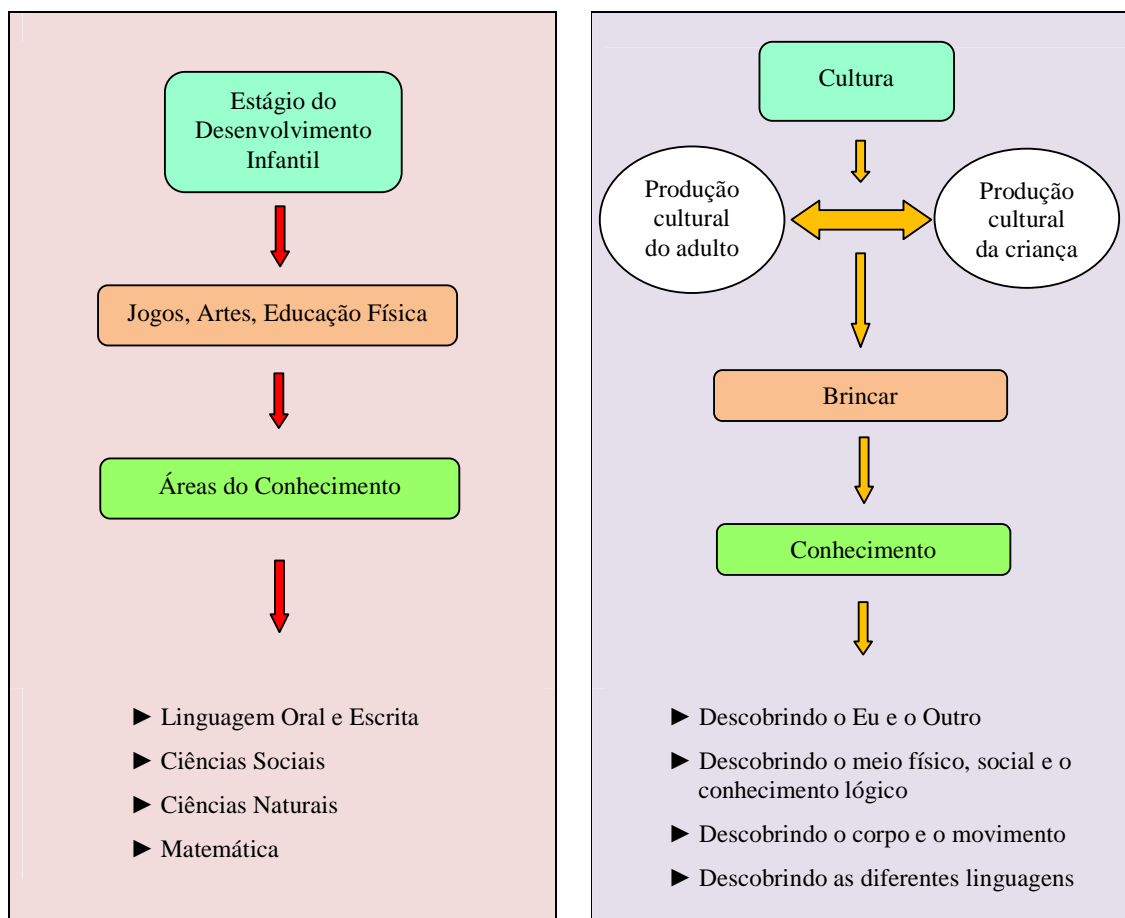 Estágio do
Desenvolvimento
Infantil
Jogos, Artes, Educação Física
Áreas do Conhecimento
► Linguagem Oral e Escrita
► Ciências Sociais
► Ciências Naturais
► Matemática
Cultura
Produção
cultural
do adulto
Produção
cultural
da criança
Brincar
Conhecimento
► Descobrindo o Eu e o Outro
► Descobrindo o meio físico, social e o
conhecimento lógico
► Descobrindo o corpo e o movimento
► Descobrindo as diferentes linguagens